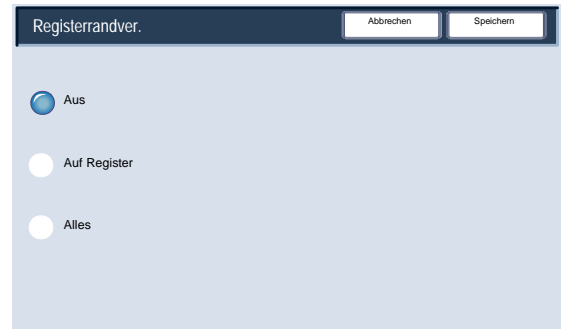 Registerrandver.
Abbrechen
Speichern
Aus
Auf Register
Alles